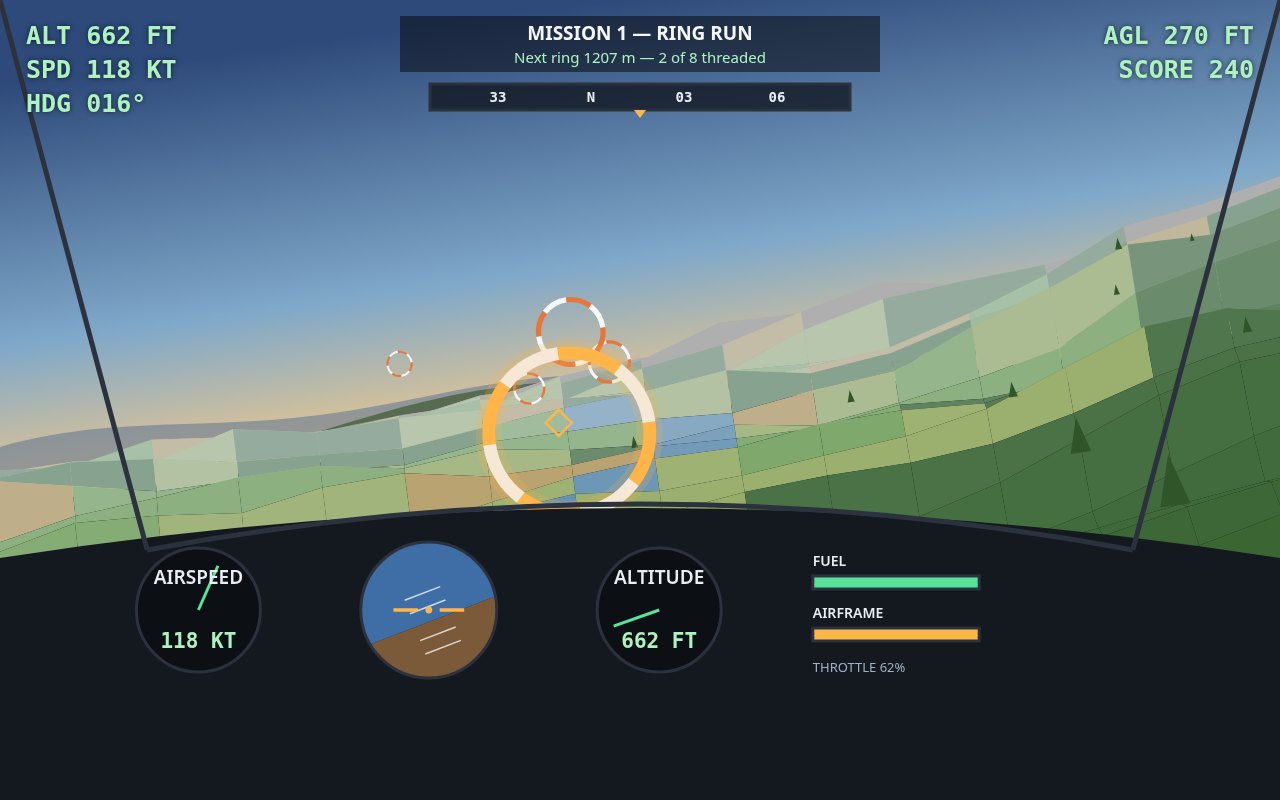 ALT 662 FT
SPD 118 KT
HDG 016°
MISSION 1 — RING RUN
Next ring 1207 m — 2 of 8 threaded
33 N 03 06
AGL 270 FT
SCORE 240
AIRSPEED
118 KT
ALTITUDE
662 FT
FUEL
AIRFRAME
THROTTLE 62%